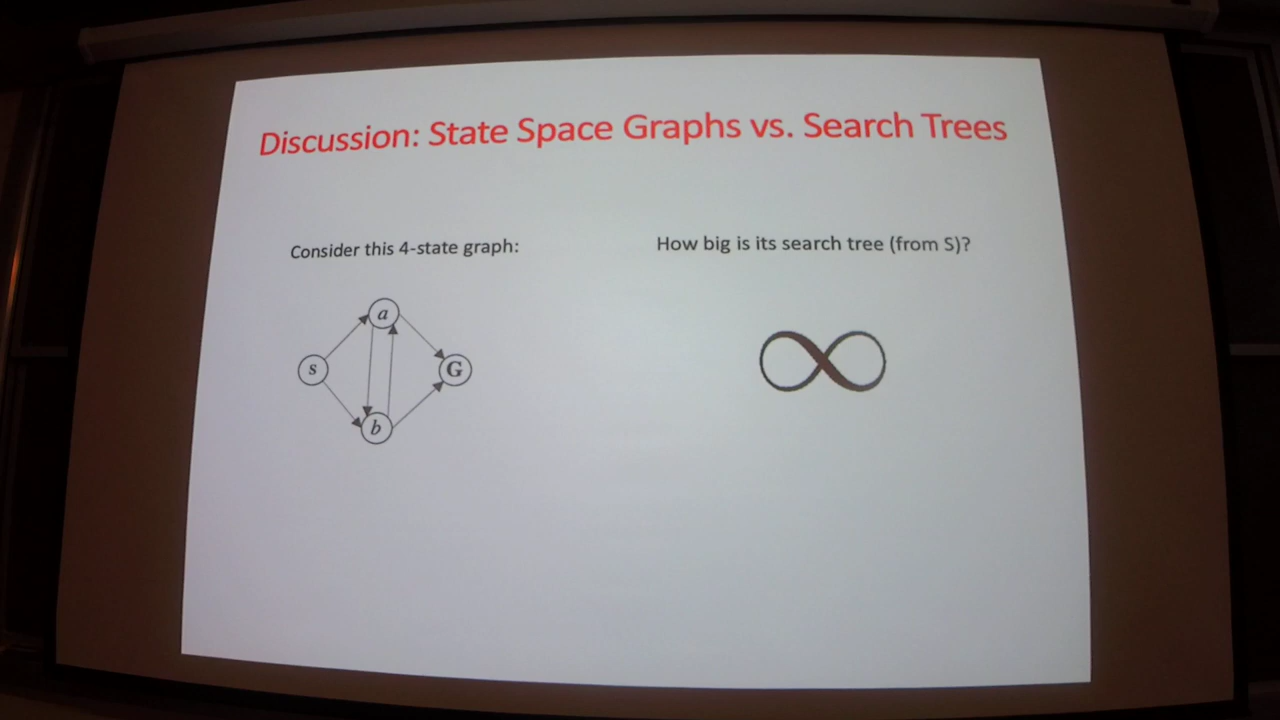 Discussion: State Space Graphs vs. Search Trees
Consider this 4-state graph:
How big is its search tree (from S)?
a
s
G
b
∞